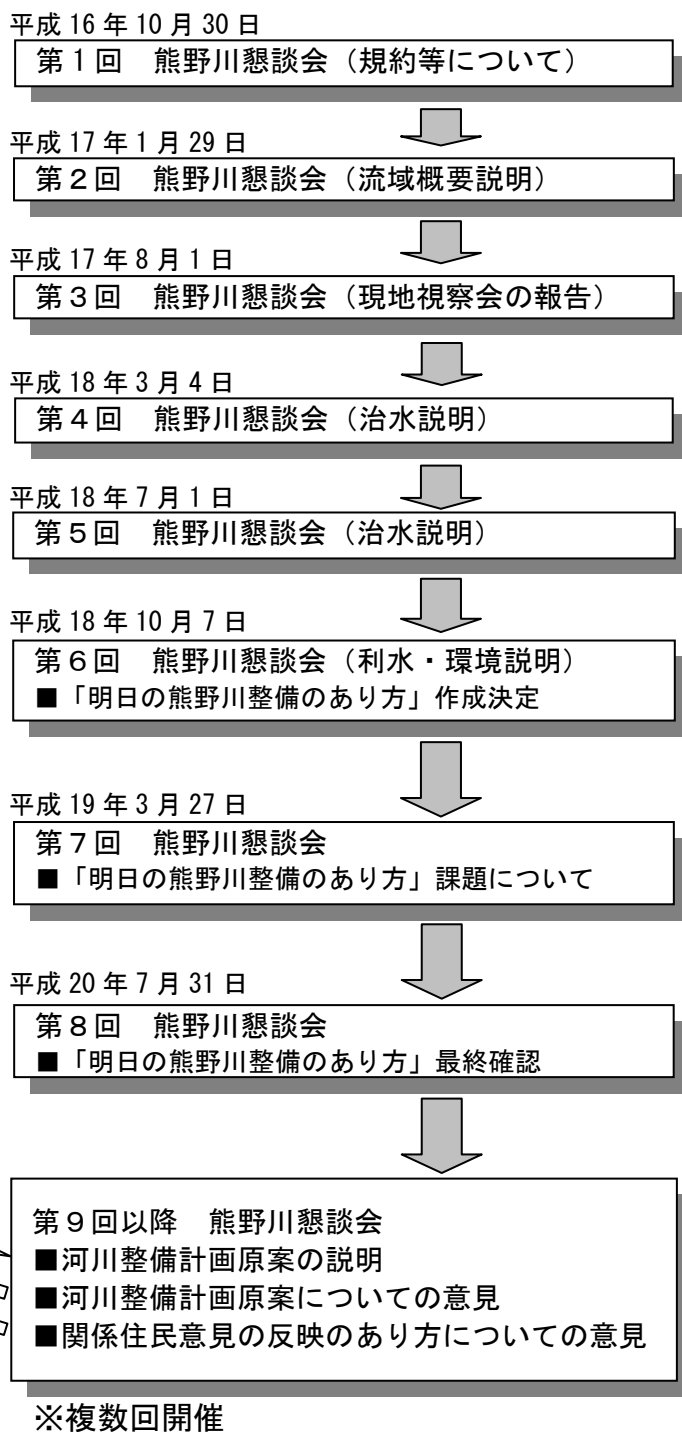 平成 16 年 10 月 30 日
第１回　熊野川懇談会（規約等について）
平成 17 年 1 月 29 日
第２回　熊野川懇談会（流域概要説明）
平成 17 年 8 月 1 日
第３回　熊野川懇談会（現地視察会の報告）
平成 18 年 3 月 4 日
第４回　熊野川懇談会（治水説明）
平成 18 年 7 月 1 日
第５回　熊野川懇談会（治水説明）
平成 18 年 10 月 7 日
第６回　熊野川懇談会（利水・環境説明）
■「明日の熊野川整備のあり方」作成決定
平成 19 年 3 月 27 日
第７回　熊野川懇談会
■「明日の熊野川整備のあり方」課題について
平成 20 年 7 月 31 日
第８回　熊野川懇談会
■「明日の熊野川整備のあり方」最終確認
第９回以降　熊野川懇談会
■河川整備計画原案の説明
■河川整備計画原案についての意見
■関係住民意見の反映のあり方についての意見
※複数回開催